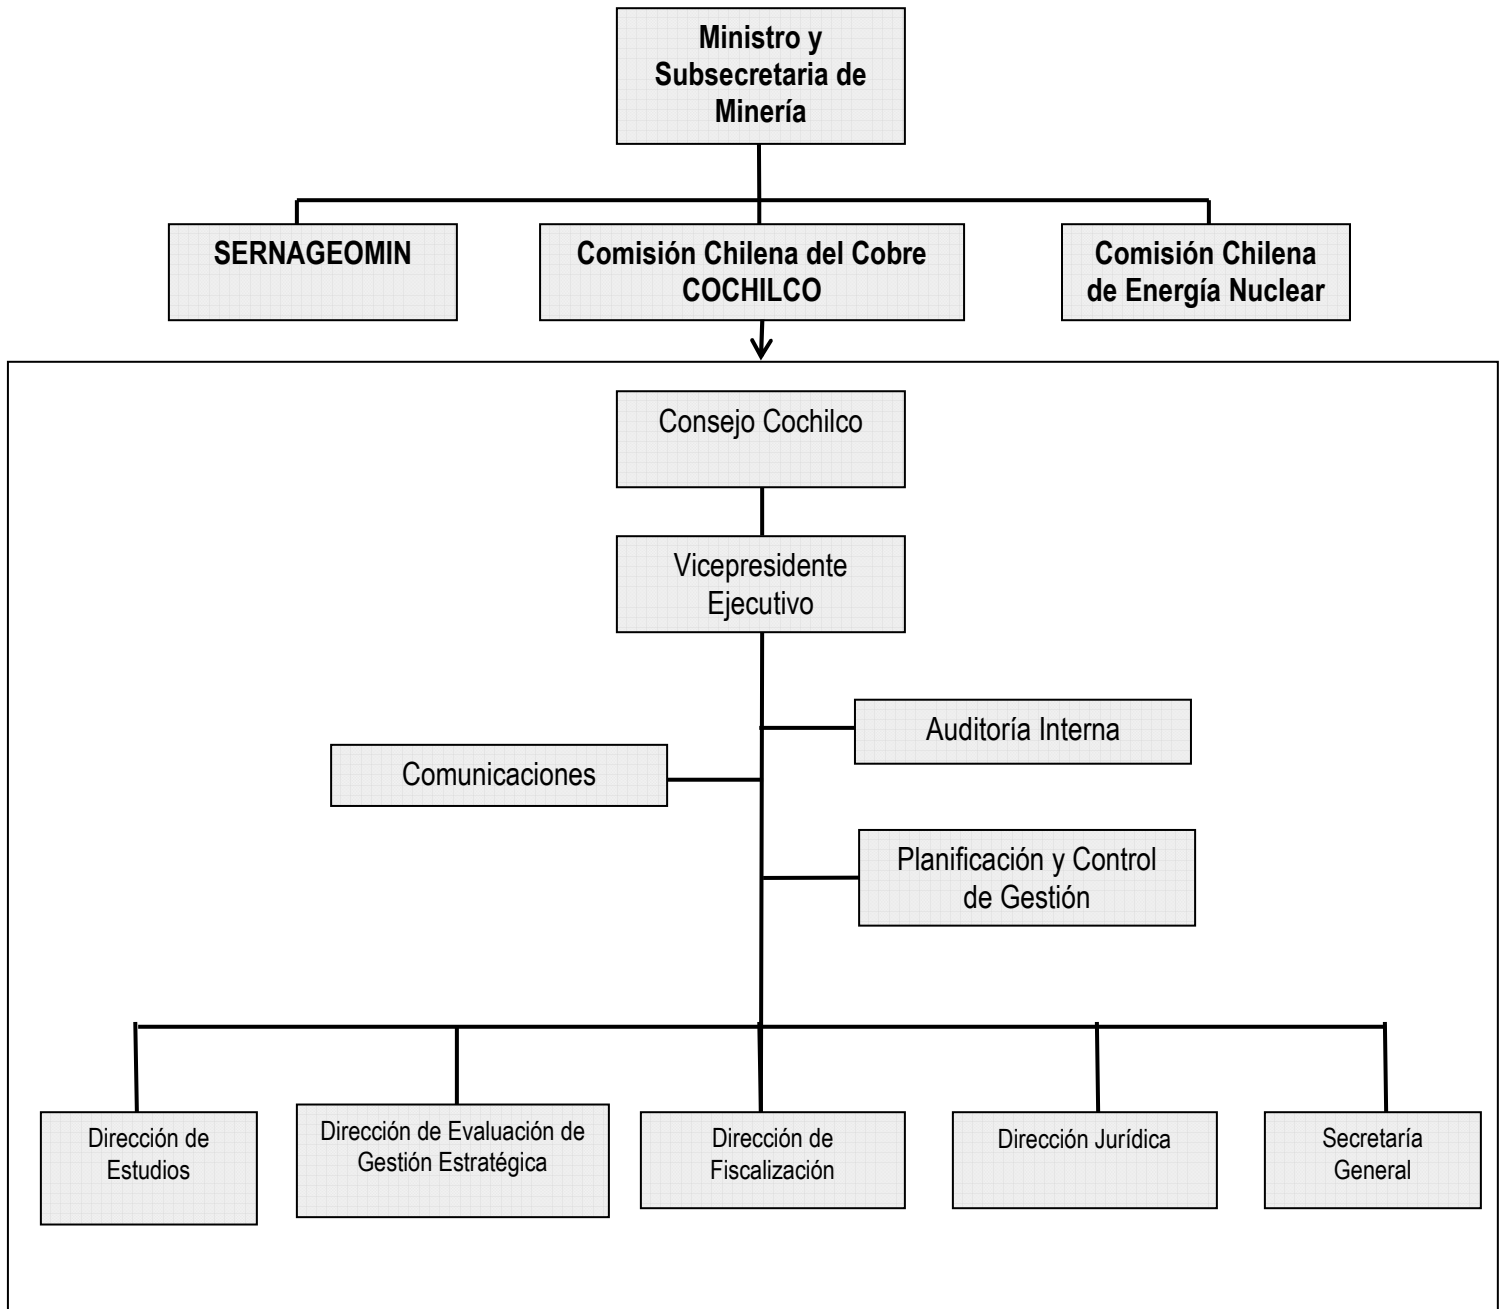 Ministro y
Subsecretaria de
Minería
SERNAGEOMIN
Comisión Chilena del Cobre
COCHILCO
Comisión Chilena
de Energía Nuclear
Consejo Cochilco
Vicepresidente
Ejecutivo
Auditoría Interna
Comunicaciones
Planificación y Control
de Gestión
Dirección de
Estudios
Dirección de Evaluación de
Gestión Estratégica
Dirección de
Fiscalización
Dirección Jurídica
Secretaría
General